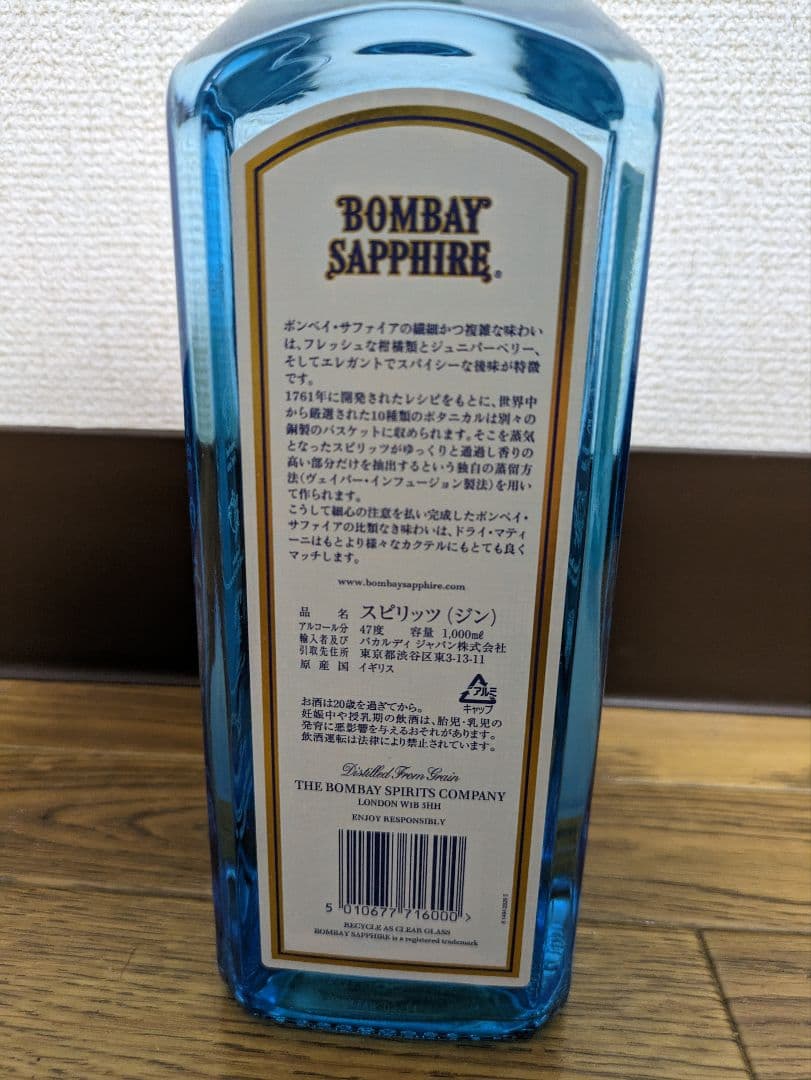 BOMBAY
SAPPHIRE®
ボンベイ・サファイアの繊細かつ複雑な味わい
は、フレッシュな柑橘類とジュニパーベリー、
そしてエレガントでスパイシーな後味が特徴
です。
1761年に開発されたレシピをもとに、世界中
から厳選された10種類のボタニカルは別々の
銅製のバスケットに収められます。そこを蒸気
となったスピリッツがゆっくりと通過し香りの
高い部分だけを抽出するという独自の蒸留方
法(ヴェイパー・インフュージョン製法)を用い
て作られます。
こうして細心の注意を払い完成したボンベイ・
サファイアの比類なき味わいは、ドライ・マティ
ーニはもとより様々なカクテルにもとても良く
マッチします。
www.bombaysapphire.com
品 名 スピリッツ(ジン)
アルコール分 47度 容量 1,000㎖
輸入者及び バカルディ ジャパン株式会社
引取先住所 東京都渋谷区東3-13-11
原産国 イギリス
アルミ
キャップ
お酒は20歳を過ぎてから。
妊娠中や授乳期の飲酒は、胎児・乳児の
発育に悪影響を与えるおそれがあります。
飲酒運転は法律により禁止されています。
Distilled From Grain
THE BOMBAY SPIRITS COMPANY
LONDON W1B 5HH
ENJOY RESPONSIBLY
5 010677 716000 >
RECYCLE AS CLEAR GLASS
BOMBAY SAPPHIRE is a registered trademark